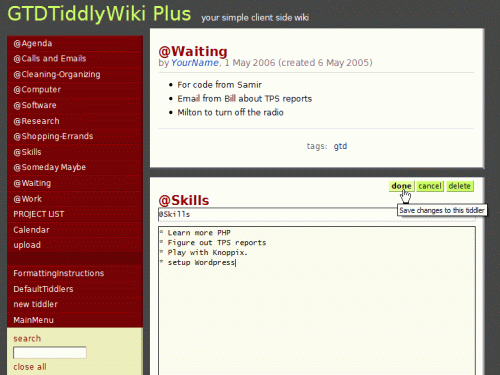 GTDTiddlyWiki Plus your simple client side wiki
@Agenda
@Calls and Emails
@Cleaning-Organizing
@Computer
@Software
@Research
@Shopping-Errands
@Skills
@Someday Maybe
@Waiting
@Work
PROJECT LIST
Calendar
upload
FormattingInstructions
DefaultTiddlers
new tiddler
MainMenu
search
close all
@Waiting
by YourName, 1 May 2006 (created 6 May 2005)
• For code from Samir
• Email from Bill about TPS reports
• Milton to turn off the radio
tags: gtd
done cancel delete
Save changes to this tiddler
@Skills
@Skills
* Learn more PHP
* Figure out TPS reports
* Play with Knoppix.
* setup Wordpress